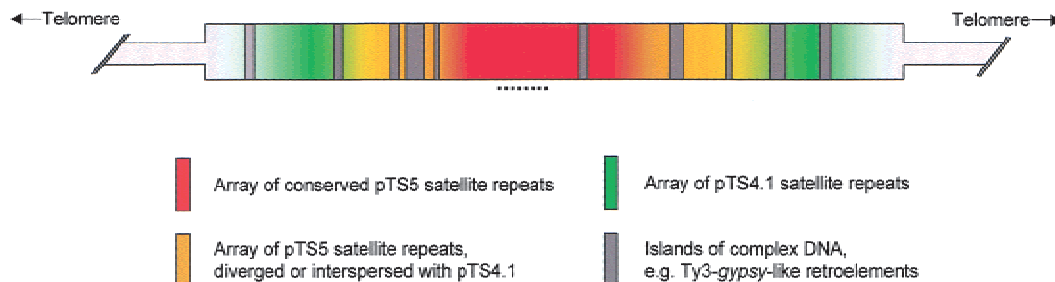 Telomere
Telomere
Array of conserved pTS5 satellite repeats
Array of pTS4.1 satellite repeats
Array of pTS5 satellite repeats,
diverged or interspersed with pTS4.1
Islands of complex DNA,
e.g. Ty3-gypsy-like retroelements